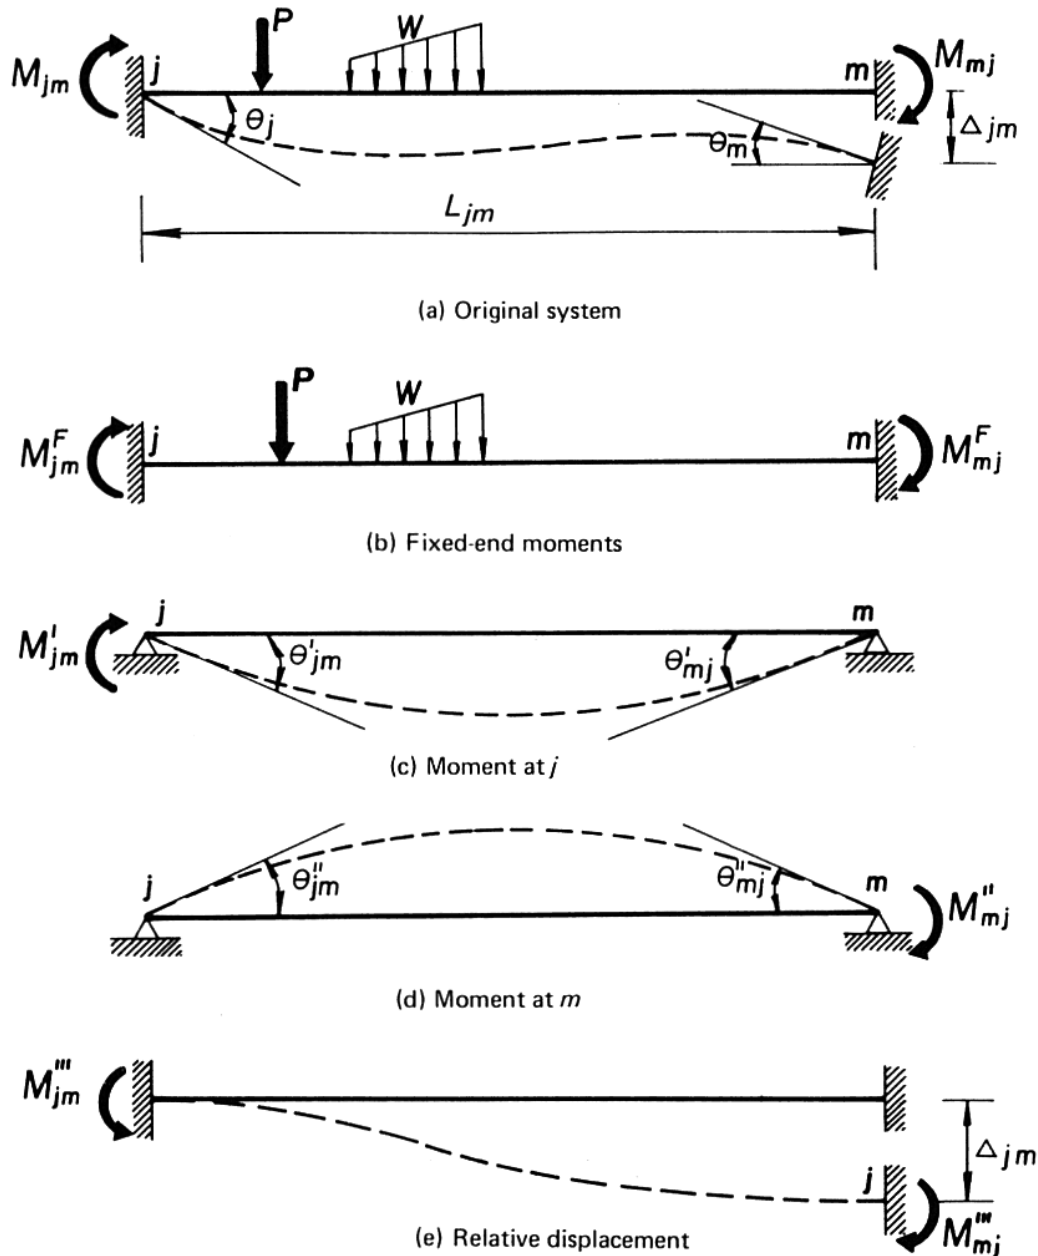 P
W
M_jm
j
m
M_mj
θ_j
θ_m
Δ_jm
L_jm
(a) Original system
P
W
M^F_jm
j
m
M^F_mj
(b) Fixed-end moments
M'_jm
j
m
θ'_jm
θ'_mj
(c) Moment at j
j
θ''_jm
θ''_mj
m
M''_mj
(d) Moment at m
M'''_jm
Δ_jm
j
M'''_mj
(e) Relative displacement